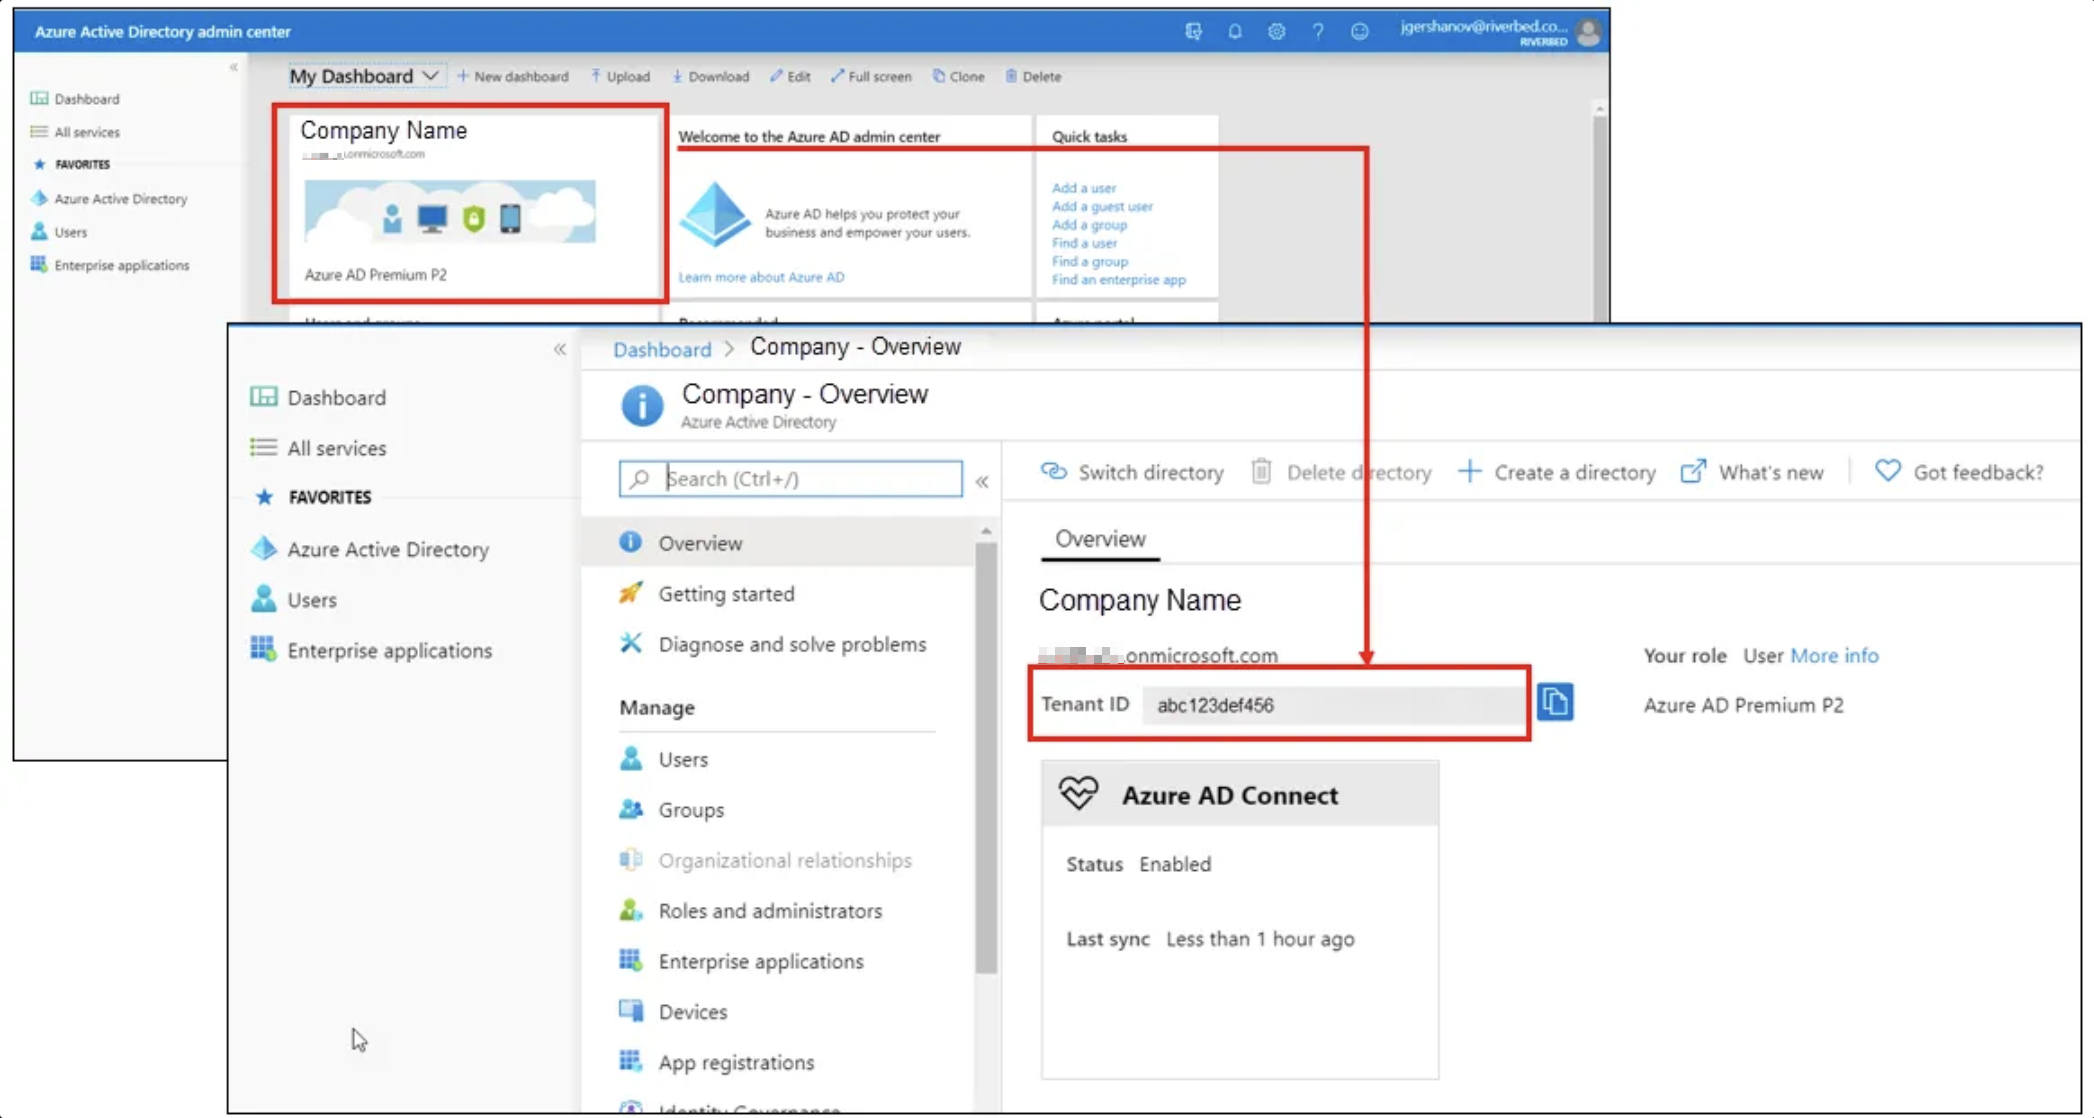 Azure Active Directory admin center
jgershanov@riverbed.co...
RIVERBED
«
Dashboard
All services
FAVORITES
Azure Active Directory
Users
Enterprise applications
My Dashboard
+ New dashboard
Upload
Download
Edit
Full screen
Clone
Delete
Company Name
.onmicrosoft.com
Azure AD Premium P2
Welcome to the Azure AD admin center
Azure AD helps you protect your
business and empower your users.
Learn more about Azure AD
Quick tasks
Add a user
Add a guest user
Add a group
Find a user
Find a group
Find an enterprise app
Users and groups
Recommended
Azure portal
«
Dashboard
All services
FAVORITES
Azure Active Directory
Users
Enterprise applications
Dashboard > Company - Overview
Company - Overview
Azure Active Directory
Search (Ctrl+/)
«
Overview
Getting started
Diagnose and solve problems
Manage
Users
Groups
Organizational relationships
Roles and administrators
Enterprise applications
Devices
App registrations
Identity Governance
Switch directory
Delete directory
+ Create a directory
What's new
Got feedback?
Overview
Company Name
.onmicrosoft.com
Tenant ID abc123def456
Your role User More info
Azure AD Premium P2
Azure AD Connect
Status Enabled
Last sync Less than 1 hour ago